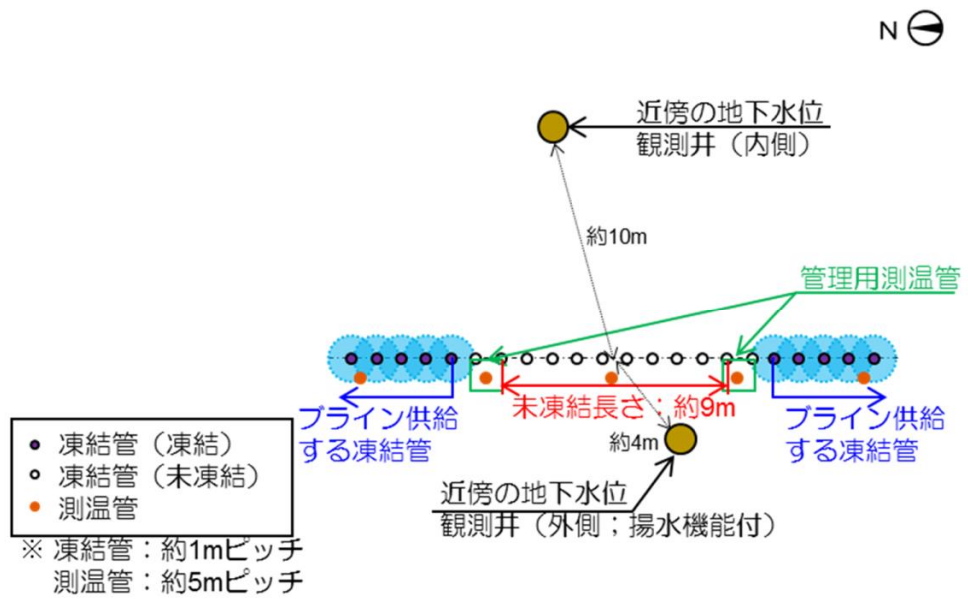 N
近傍の地下水位
観測井（内側）
約10m
管理用測温管
未凍結長さ：約9m
ブライン供給
する凍結管
ブライン供給
する凍結管
約4m
近傍の地下水位
観測井（外側；揚水機能付）
凍結管（凍結）
凍結管（未凍結）
測温管
※ 凍結管：約1mピッチ
測温管：約5mピッチ